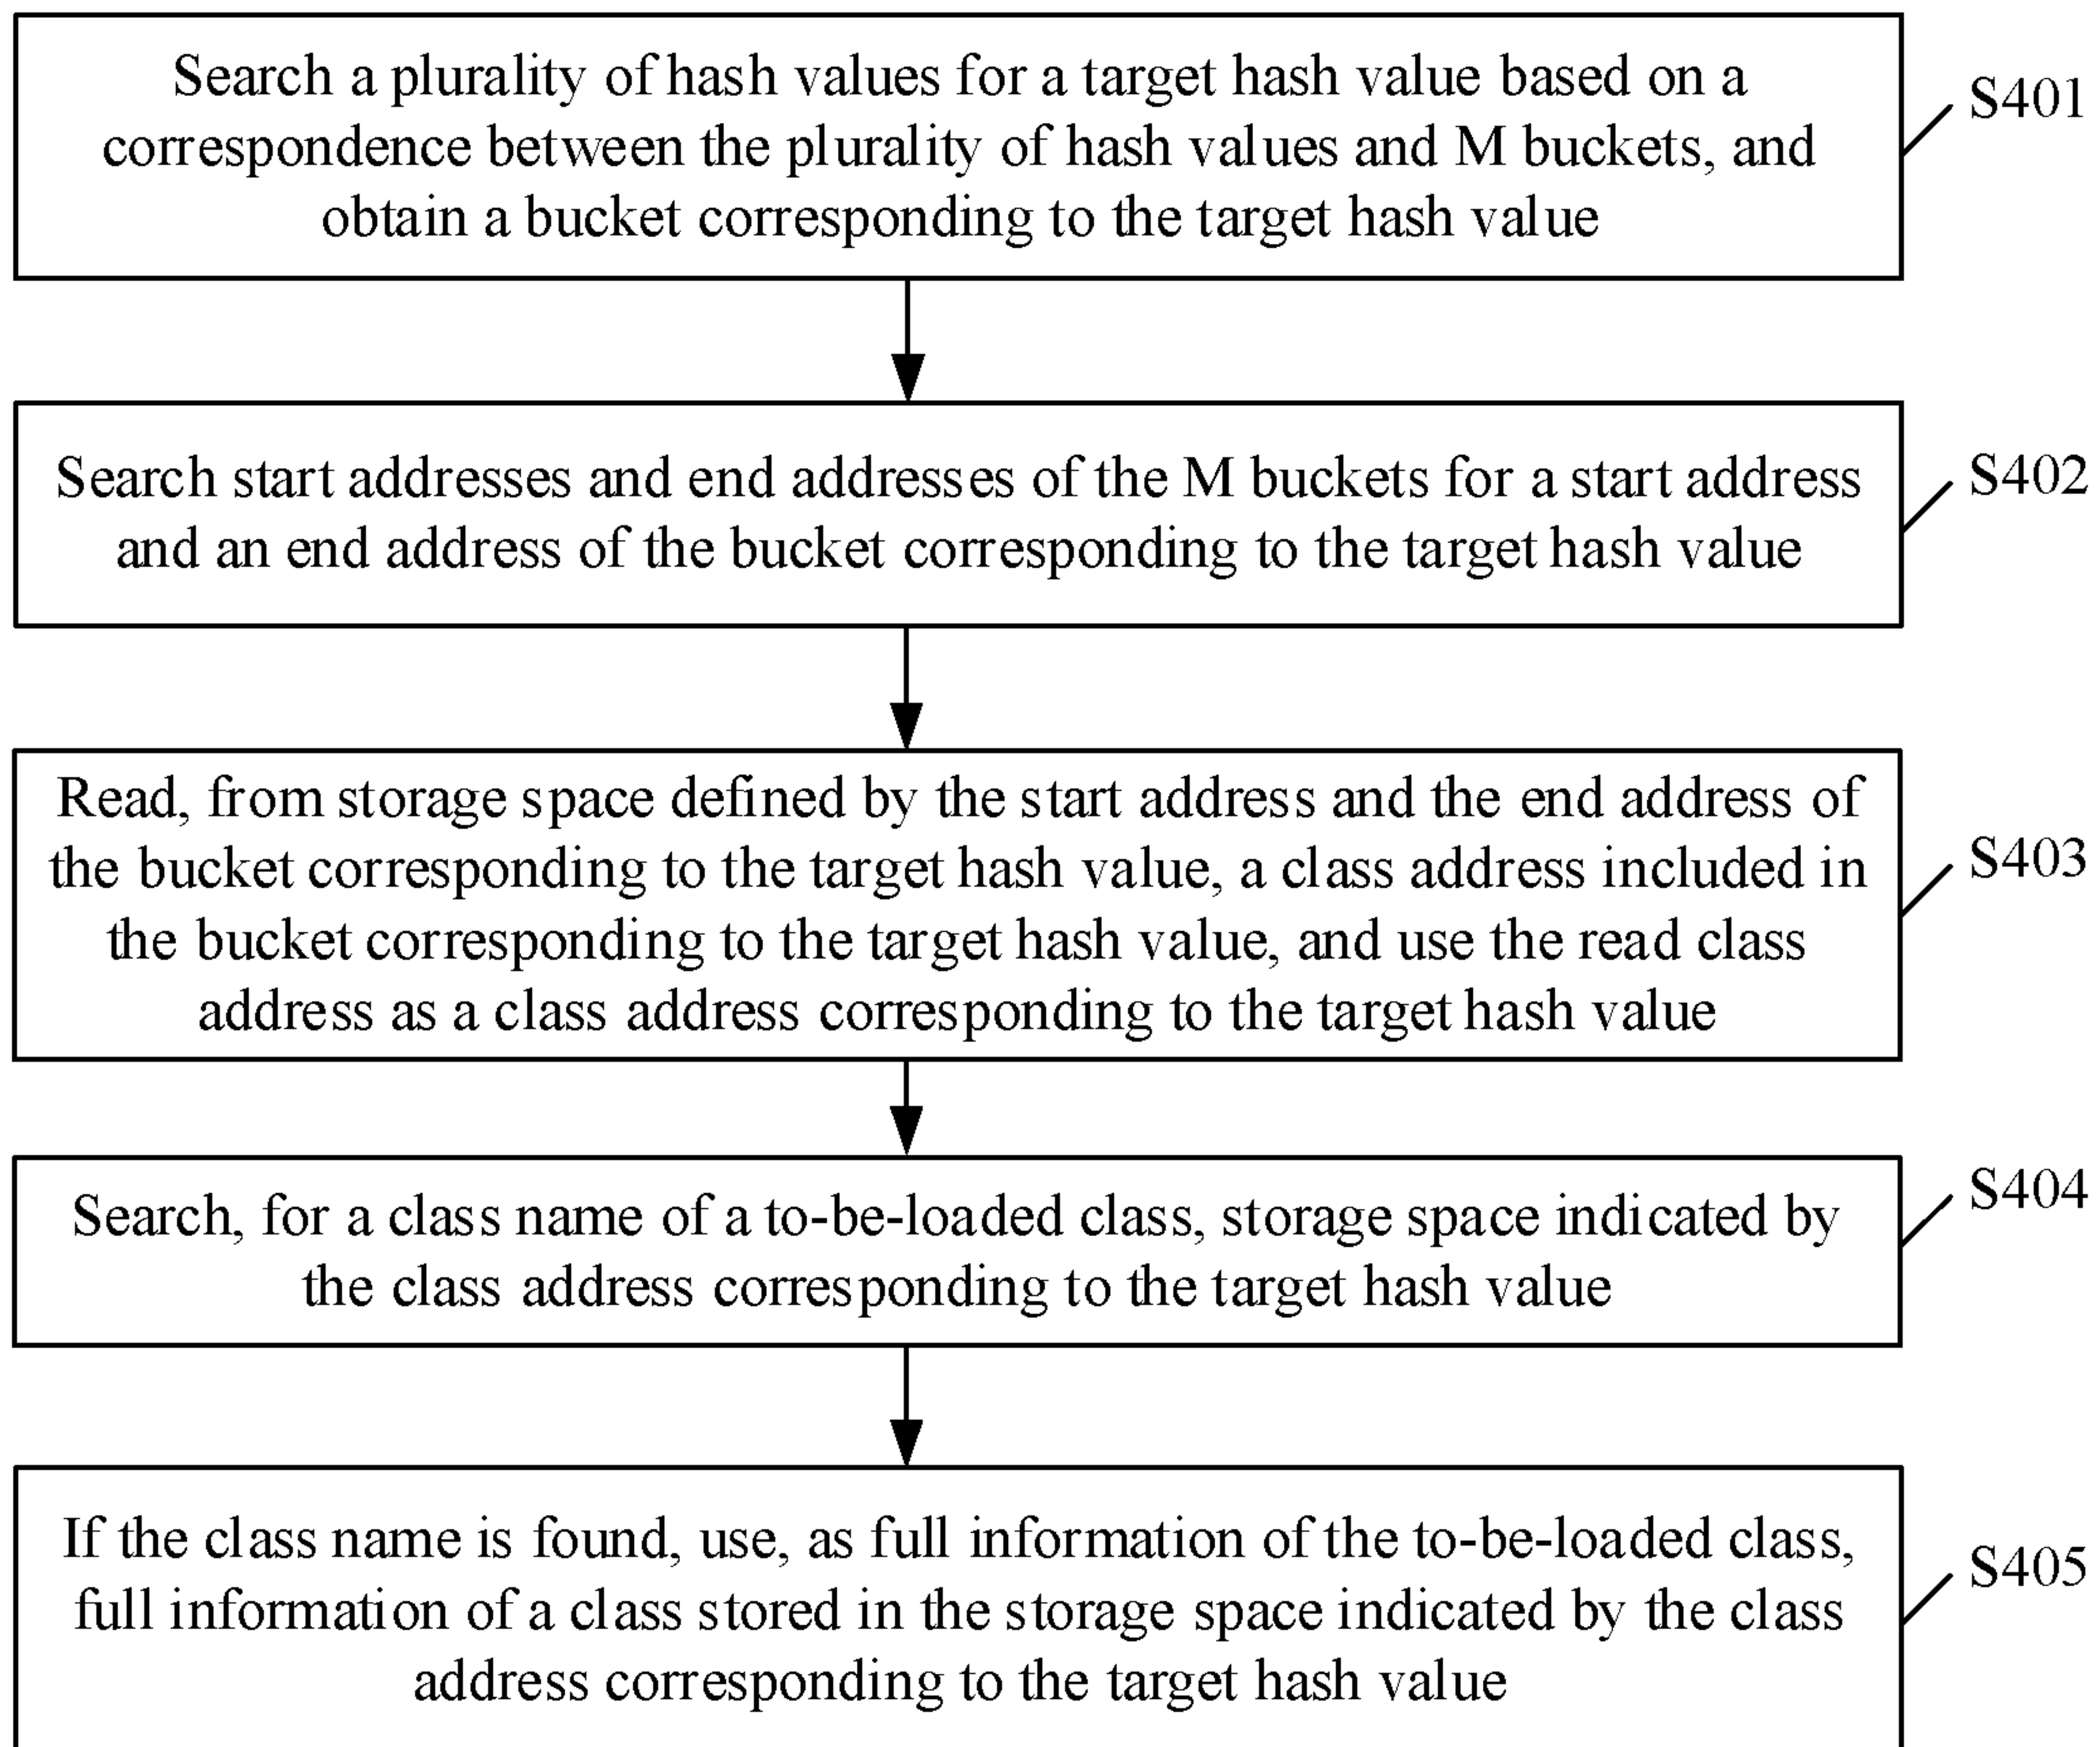 Search a plurality of hash values for a target hash value based on a
correspondence between the plurality of hash values and M buckets, and
obtain a bucket corresponding to the target hash value
S401
Search start addresses and end addresses of the M buckets for a start address
and an end address of the bucket corresponding to the target hash value
S402
Read, from storage space defined by the start address and the end address of
the bucket corresponding to the target hash value, a class address included in
the bucket corresponding to the target hash value, and use the read class
address as a class address corresponding to the target hash value
S403
Search, for a class name of a to-be-loaded class, storage space indicated by
the class address corresponding to the target hash value
S404
If the class name is found, use, as full information of the to-be-loaded class,
full information of a class stored in the storage space indicated by the class
address corresponding to the target hash value
S405